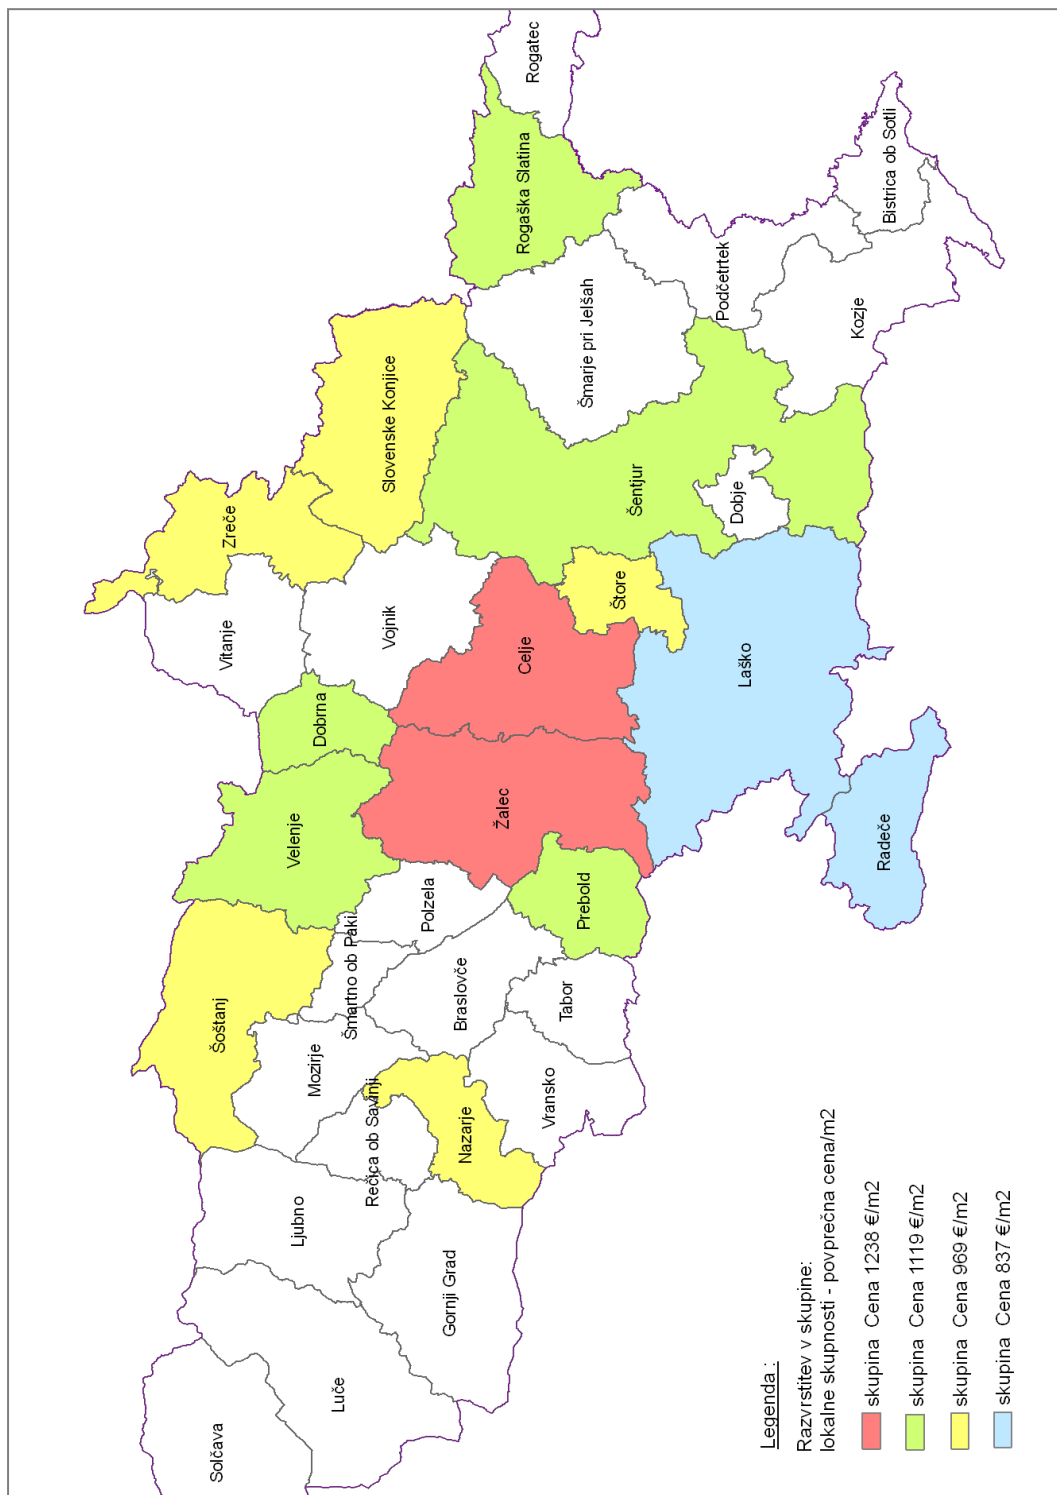 Solčava
Luče
Ljubno
Gornji Grad
Rečica ob Savinji
Nazarje
Mozirje
Šoštanj
Šmartno ob Paki
Braslovče
Vransko
Tabor
Polzela
Prebold
Velenje
Dobrna
Žalec
Celje
Vitanje
Vojnik
Zreče
Slovenske Konjice
Štore
Šentjur
Dobje
Laško
Radeče
Šmarje pri Jelšah
Rogaška Slatina
Rogatec
Podčetrtek
Kozje
Bistrica ob Sotli
Legenda :
Razvrstitev v skupine:
lokalne skupnosti - povprečna cena/m2
skupina Cena 1238 €/m2
skupina Cena 1119 €/m2
skupina Cena 969 €/m2
skupina Cena 837 €/m2